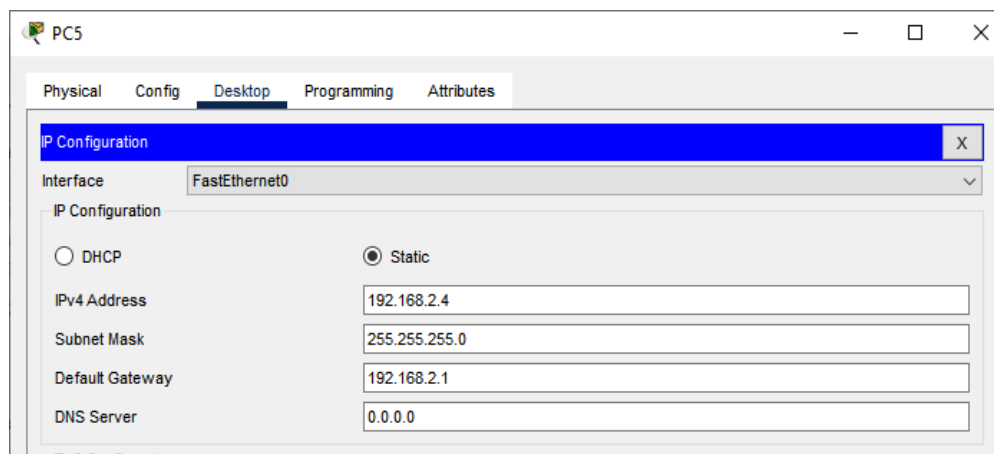 PC5
Physical Config Desktop Programming Attributes
IP Configuration X
Interface FastEthernet0
IP Configuration
DHCP Static
IPv4 Address 192.168.2.4
Subnet Mask 255.255.255.0
Default Gateway 192.168.2.1
DNS Server 0.0.0.0